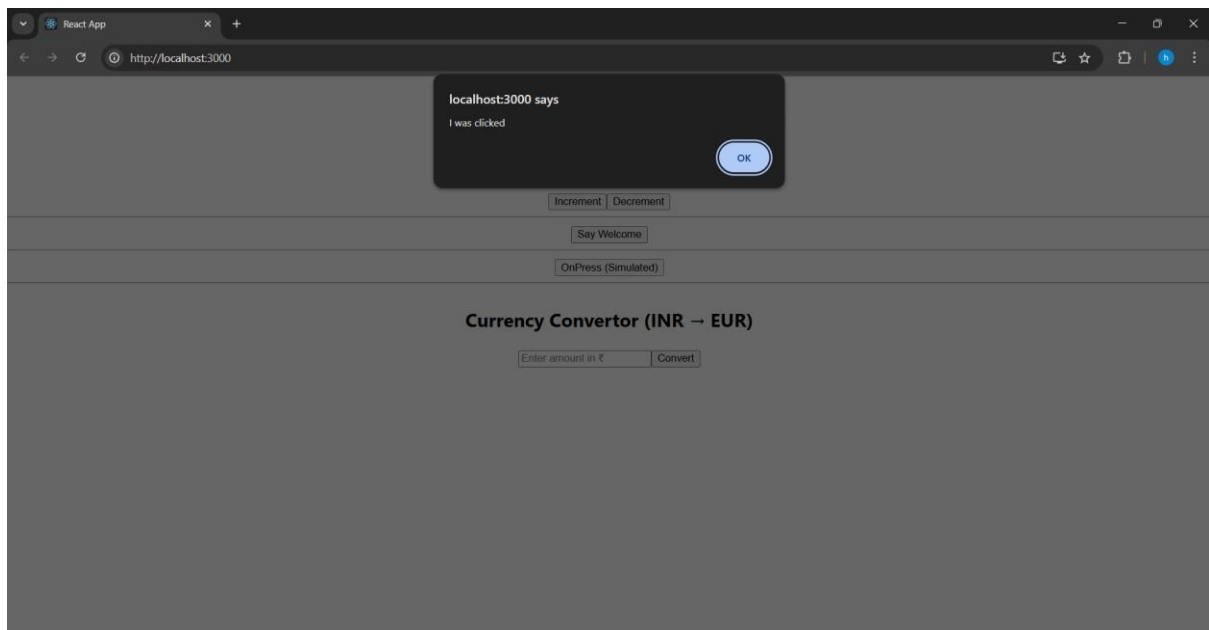 React App
http://localhost:3000
h
localhost:3000 says
I was clicked
OK
Increment Decrement
Say Welcome
OnPress (Simulated)
Currency Convertor (INR → EUR)
Enter amount in ₹ Convert